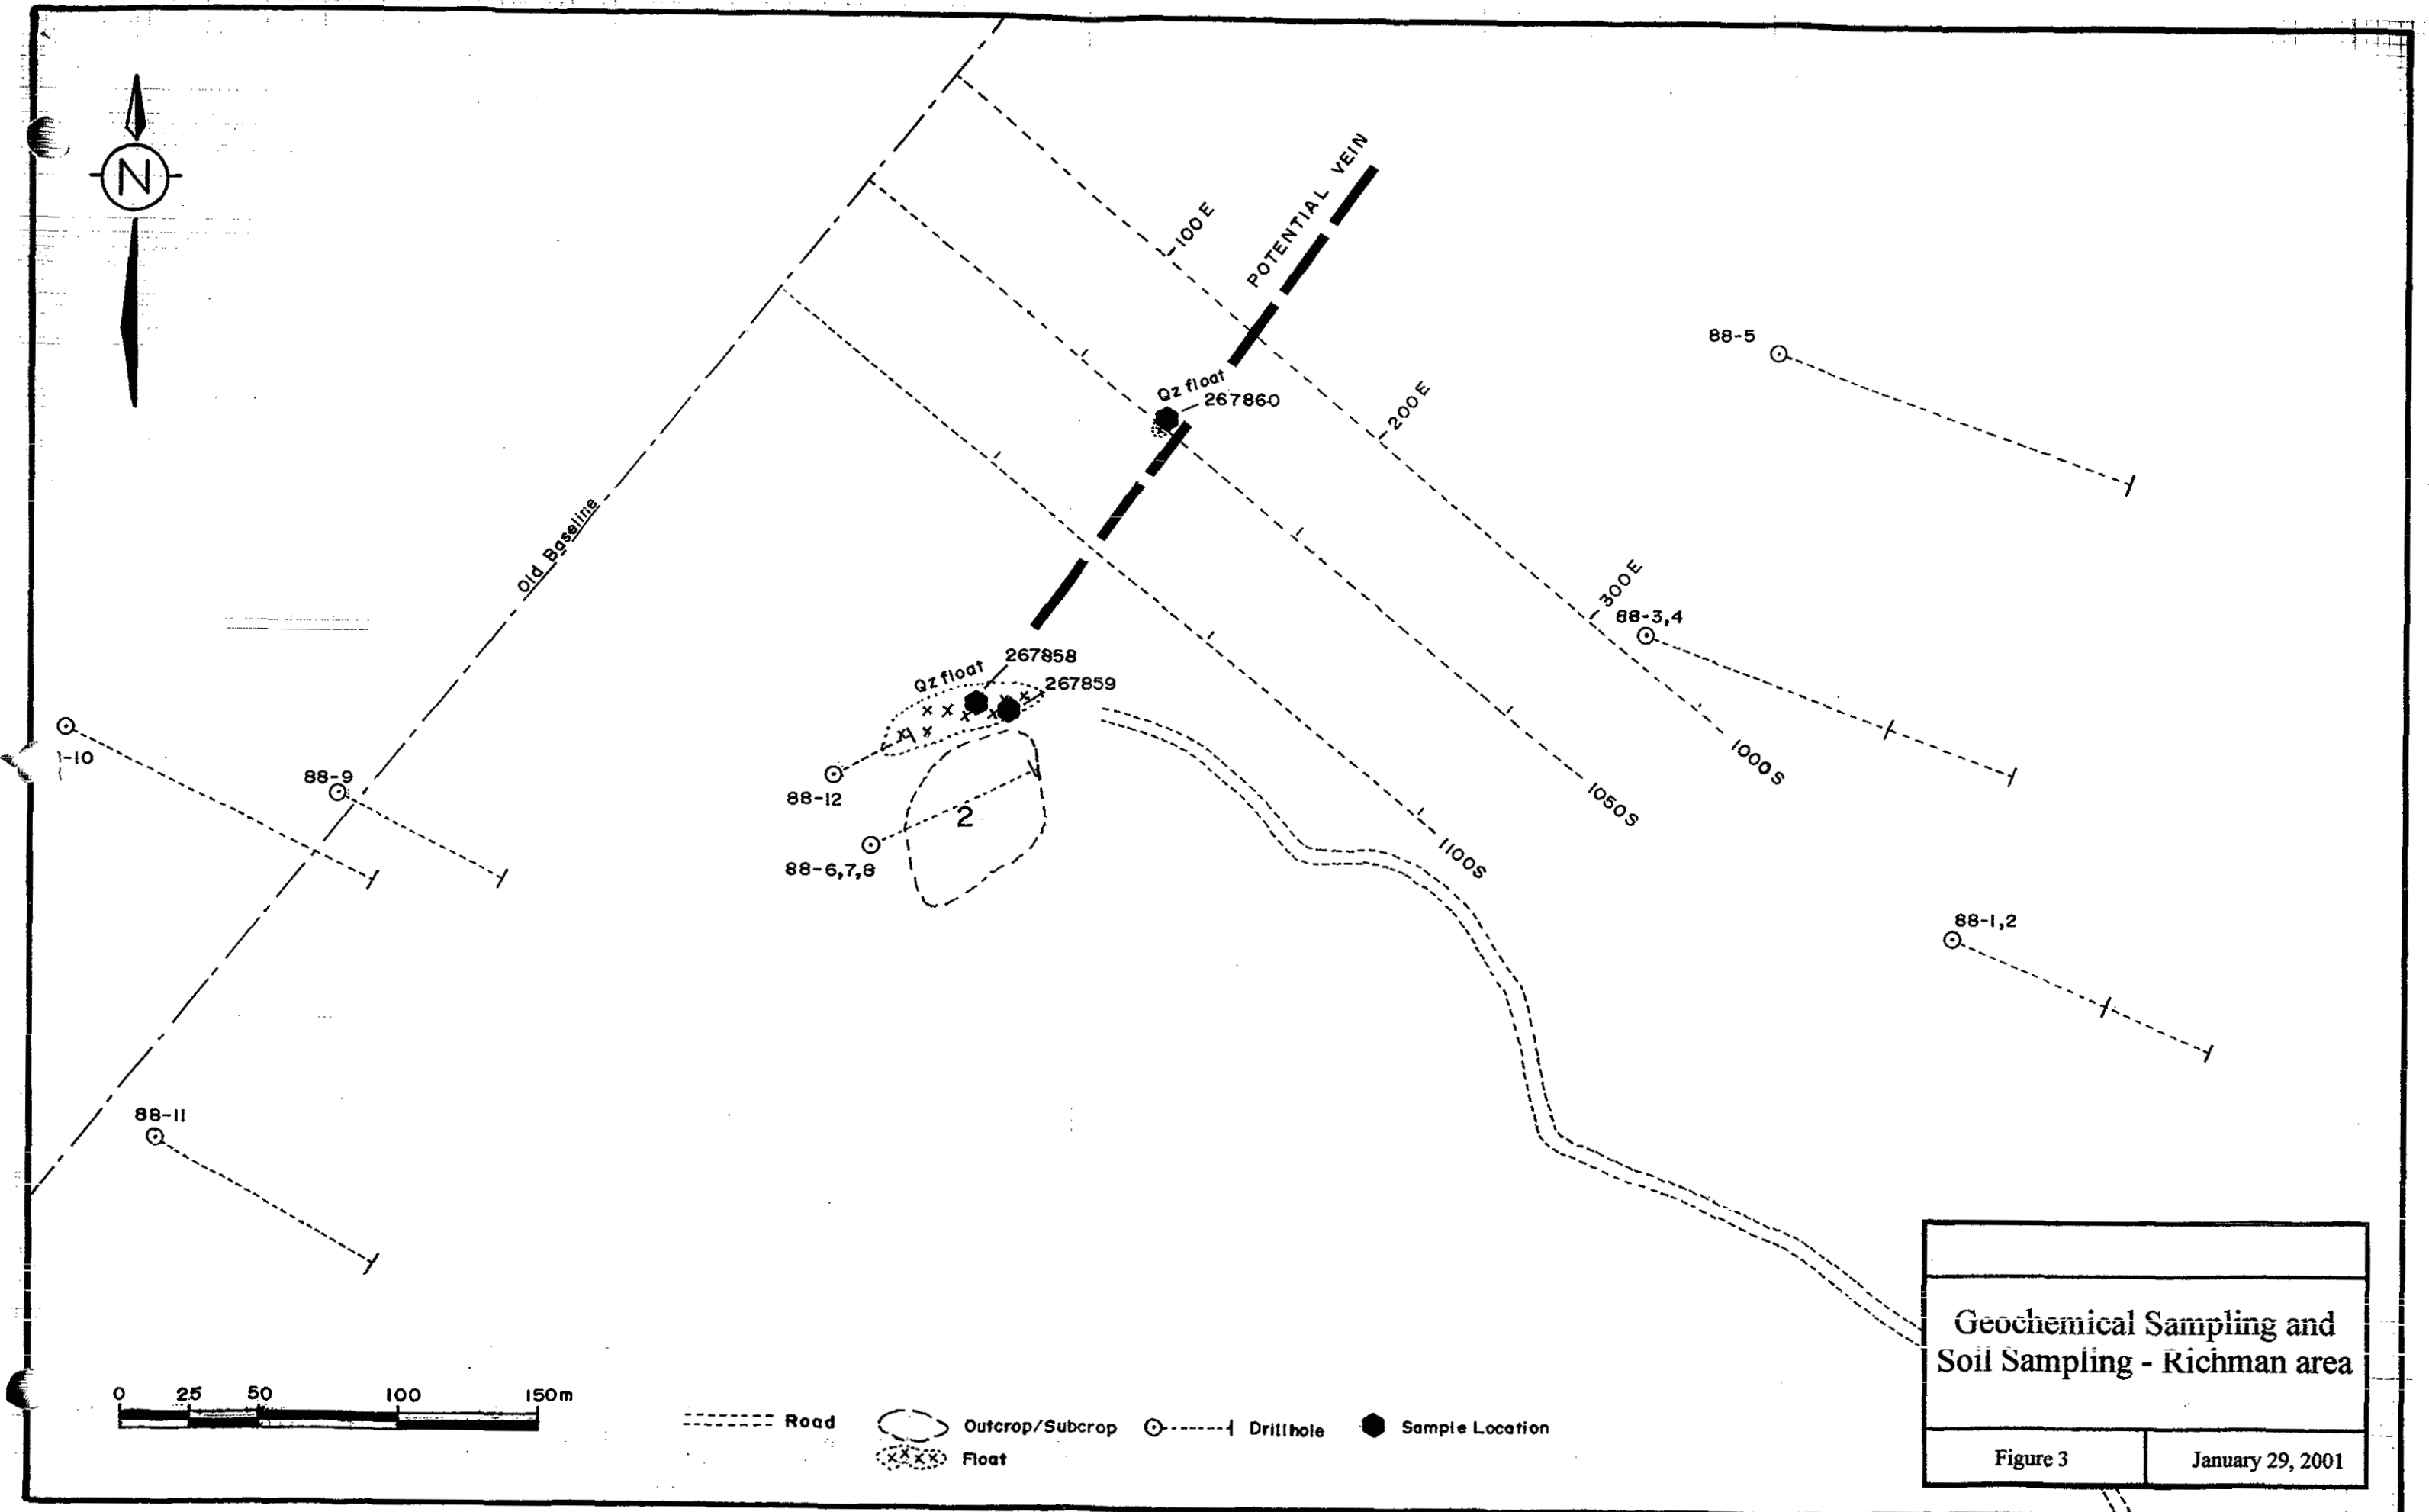 N
POTENTIAL VEIN
100E
88-5
Qz float
267860
200E
Old Baseline
300E
88-3,4
267858
Qz float
267859
-10
88-9
1000S
88-12
1050S
2
88-6,7,8
1100S
88-1,2
88-11
Geochemical Sampling and
Soil Sampling - Richman area
Figure 3
January 29, 2001
0 25 50 100 150m
Road
Outcrop/Subcrop
Drillhole
Sample Location
Float